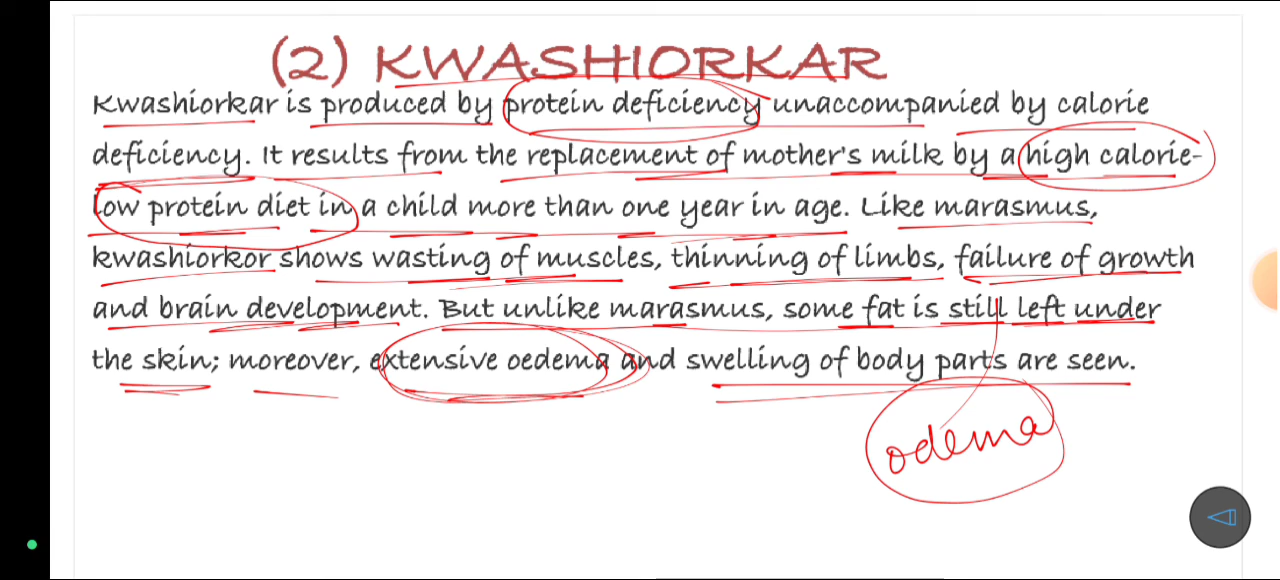 (2) KWASHIORKAR
Kwashiorkar is produced by protein deficiency unaccompanied by calorie
deficiency. It results from the replacement of mother's milk by a high calorie-
low protein diet in a child more than one year in age. Like marasmus,
kwashiorkor shows wasting of muscles, thinning of limbs, failure of growth
and brain development. But unlike marasmus, some fat is still left under
the skin; moreover, extensive oedema and swelling of body parts are seen.
odema